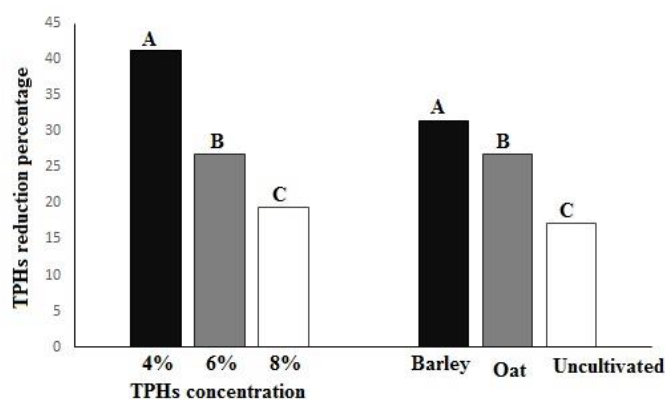 TPHs reduction percentage
45
40
35
30
25
20
15
10
5
0
A
B
C
A
B
C
4% 6% 8%
TPHs concentration
Barley Oat Uncultivated